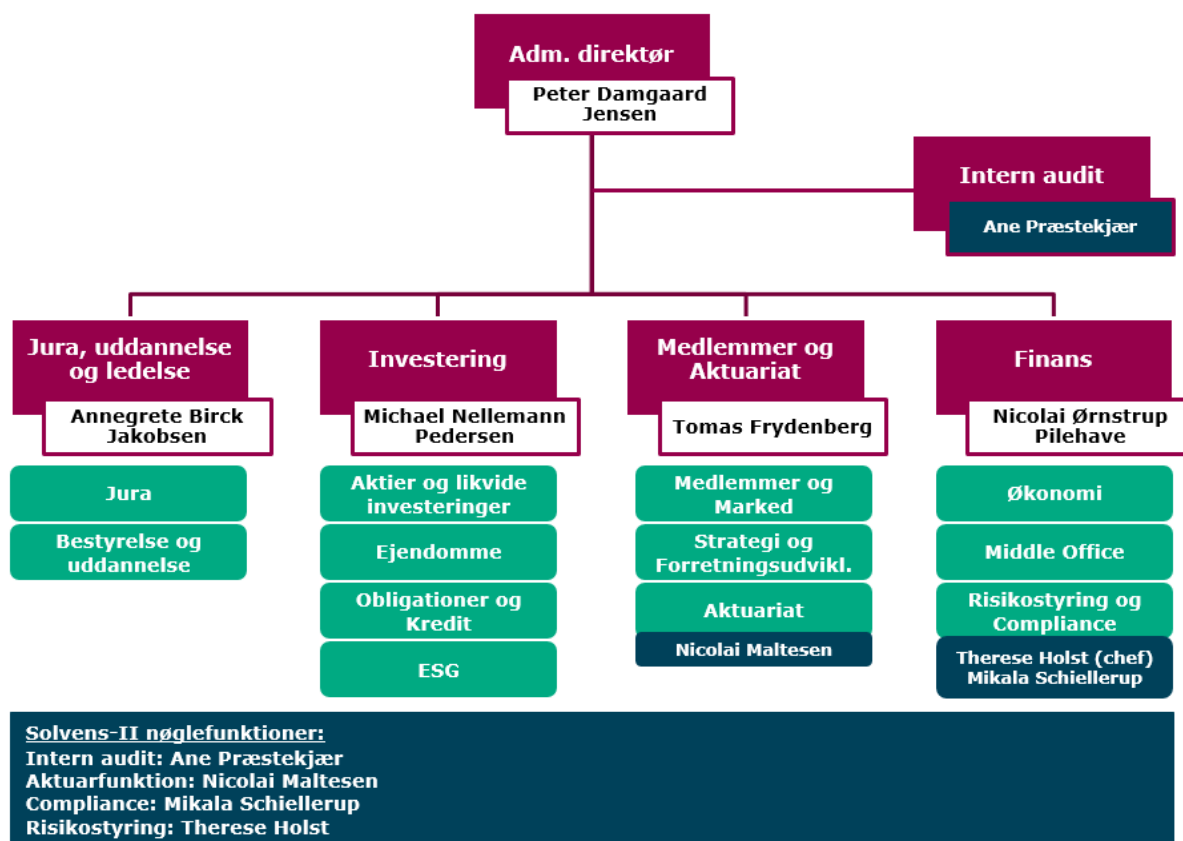 Adm. direktør
Peter Damgaard
Jensen
Intern audit
Ane Præstekjær
Jura, uddannelse
og ledelse
Annegrete Birck
Jakobsen
Jura
Bestyrelse og
uddannelse
Investering
Michael Nellemann
Pedersen
Aktier og likvide
investeringer
Ejendomme
Obligationer og
Kredit
ESG
Medlemmer og
Aktuariat
Tomas Frydenberg
Medlemmer og
Marked
Strategi og
Forretningsudvikl.
Aktuariat
Nicolai Maltesen
Finans
Nicolai Ørnstrup
Pilehave
Økonomi
Middle Office
Risikostyring og
Compliance
Therese Holst (chef)
Mikala Schiellerup
Solvens-II nøglefunktioner:
Intern audit: Ane Præstekjær
Aktuarfunktion: Nicolai Maltesen
Compliance: Mikala Schiellerup
Risikostyring: Therese Holst